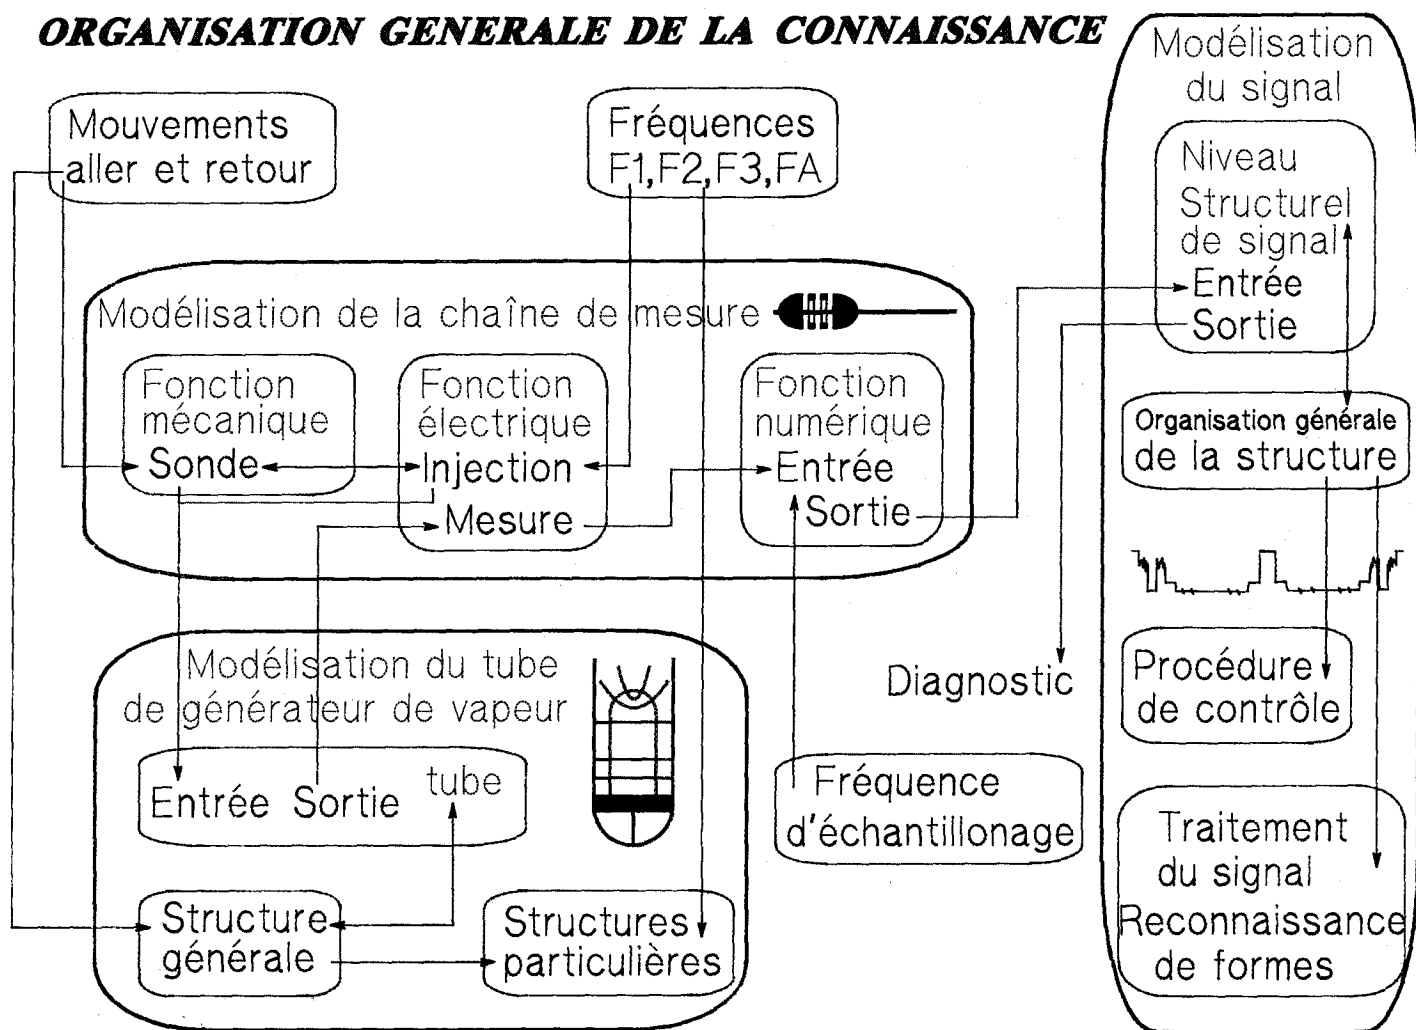 ORGANISATION GENERALE DE LA CONNAISSANCE
Mouvements
aller et retour
Fréquences
F1,F2,F3,FA
Modélisation de la chaîne de mesure
Fonction
mécanique
Sonde
Fonction
électrique
Injection
Mesure
Fonction
numérique
Entrée
Sortie
Modélisation du tube
de générateur de vapeur
tube
Entrée Sortie
Structure
générale
Structures
particulières
Diagnostic
Fréquence
d'échantillonage
Modélisation
du signal
Niveau
Structurel
de signal
Entrée
Sortie
Organisation générale
de la structure
Procédure
de contrôle
Traitement
du signal
Reconnaissance
de formes